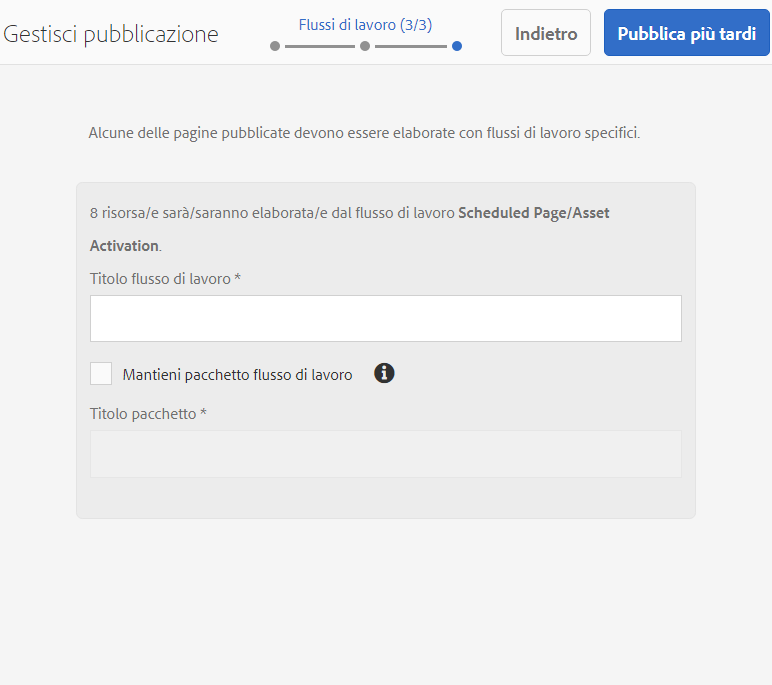 Gestisci pubblicazione
Flussi di lavoro (3/3)
Indietro
Pubblica più tardi
Alcune delle pagine pubblicate devono essere elaborate con flussi di lavoro specifici.
8 risorsa/e sarà/saranno elaborata/e dal flusso di lavoro Scheduled Page/Asset
Activation.
Titolo flusso di lavoro *
Mantieni pacchetto flusso di lavoro
Titolo pacchetto *